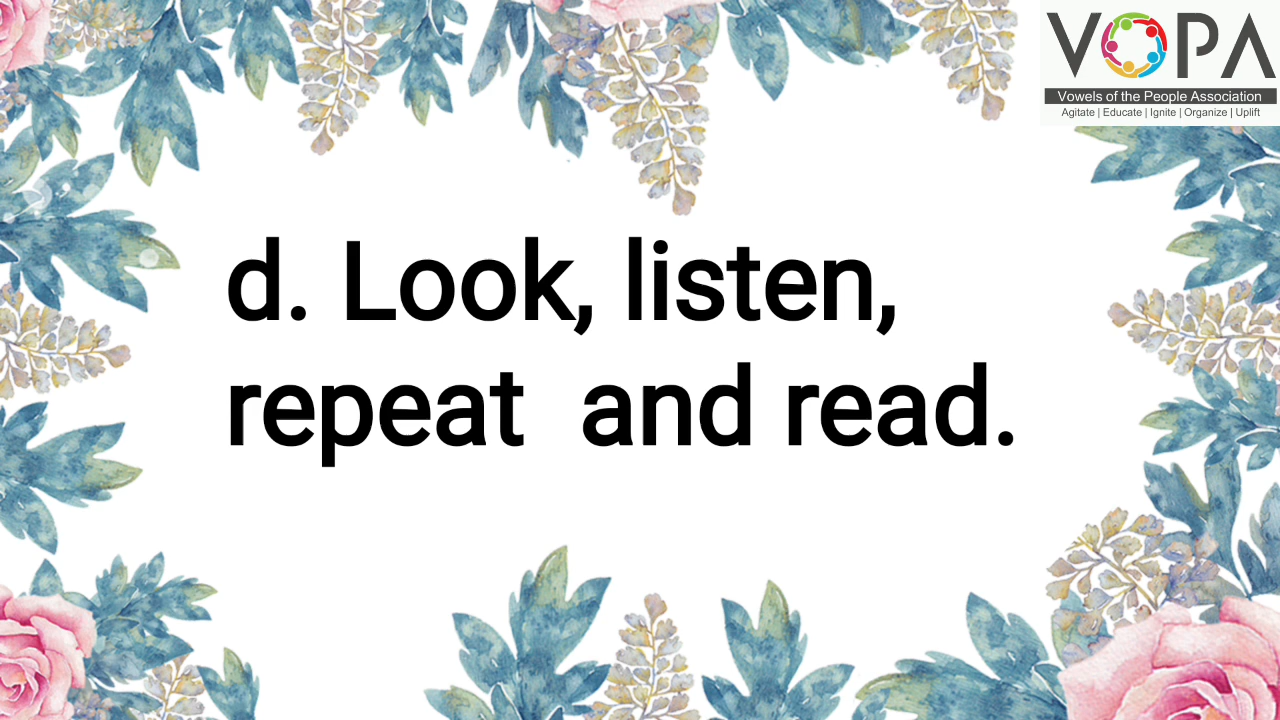 VOPA
Vowels of the People Association
Agitate | Educate | Ignite | Organize | Uplift
d. Look, listen,
repeat  and read.